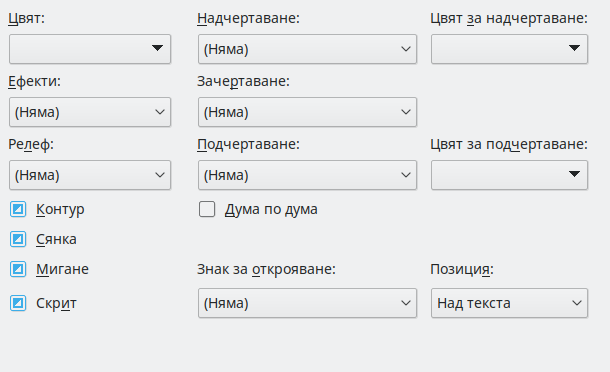 Цвят: Надчертаване: Цвят за надчертаване:
(Няма)
Ефекти: Зачертаване:
(Няма) (Няма)
Релеф: Подчертаване: Цвят за подчертаване:
(Няма) (Няма)
Контур Дума по дума
Сянка
Мигане Знак за открояване: Позиция:
Скрит (Няма) Над текста